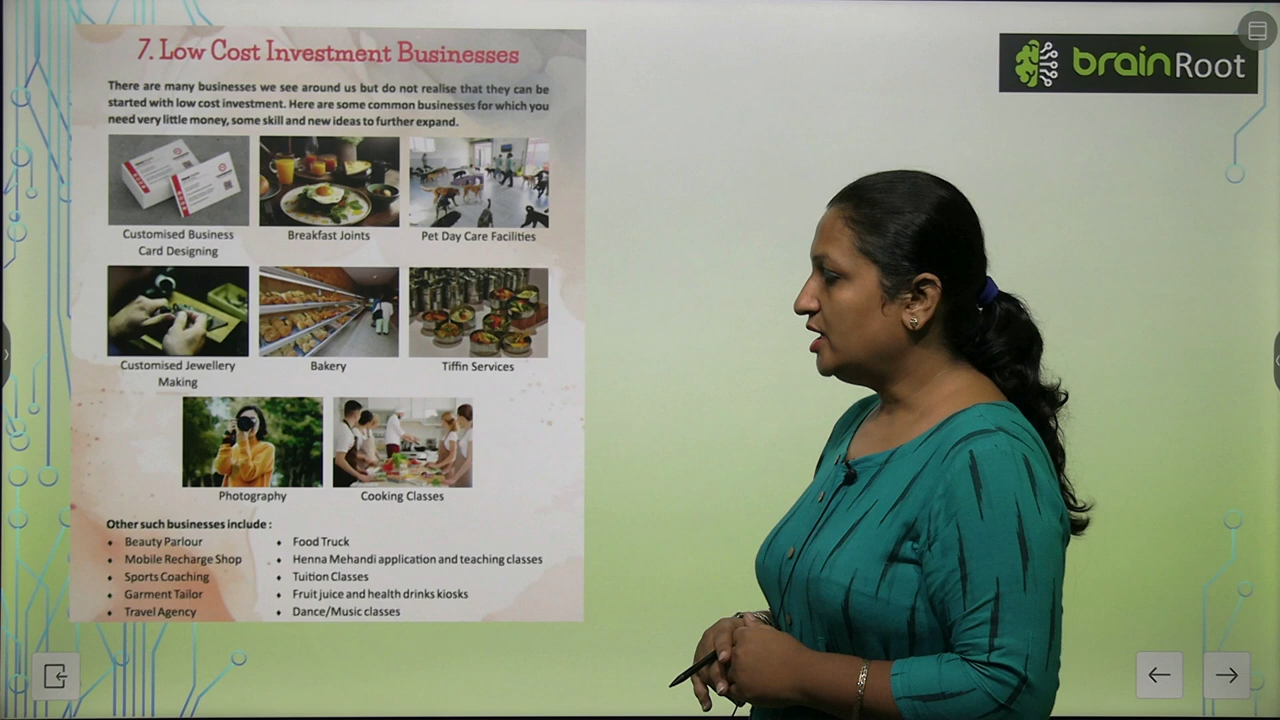 7. Low Cost Investment Businesses
There are many businesses we see around us but do not realise that they can be
started with low cost investment. Here are some common businesses for which you
need very little money, some skill and new ideas to further expand.
Customised Business
Card Designing
Breakfast Joints
Pet Day Care Facilities
Customised Jewellery
Making
Bakery
Tiffin Services
Photography
Cooking Classes
Other such businesses include :
Beauty Parlour
Mobile Recharge Shop
Sports Coaching
Garment Tailor
Travel Agency
Food Truck
Henna Mehandi application and teaching classes
Tuition Classes
Fruit juice and health drinks kiosks
Dance/Music classes
brainRoot